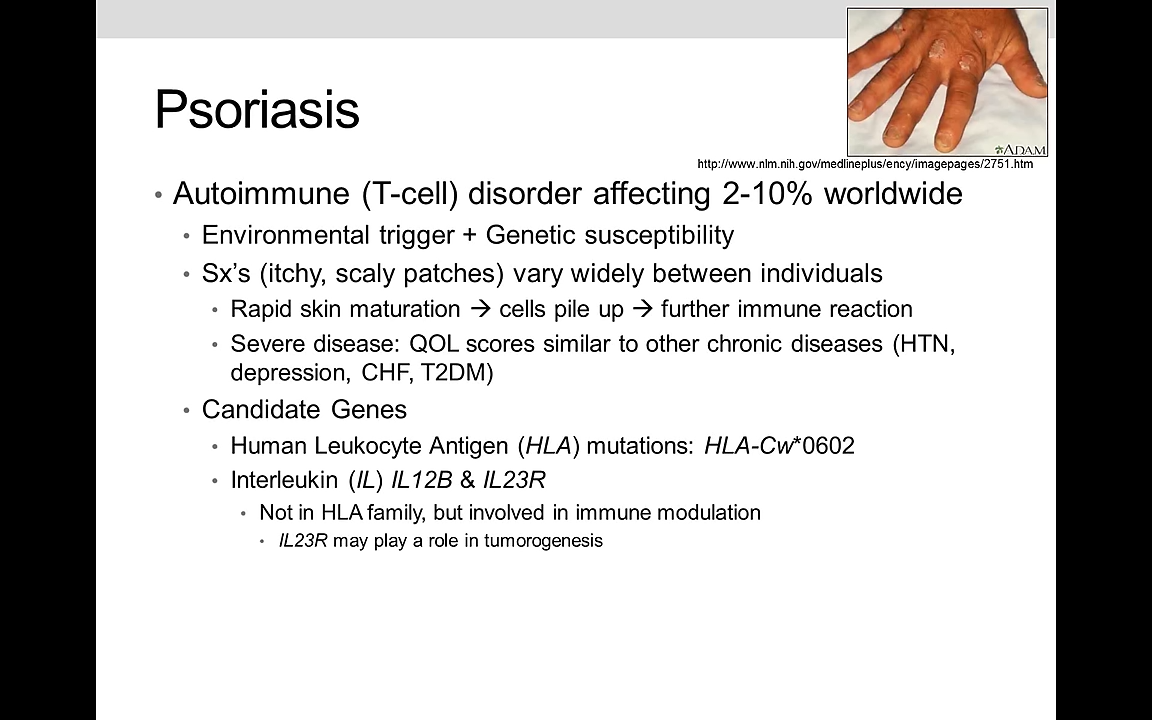 ADAM
http://www.nlm.nih.gov/medlineplus/ency/imagepages/2751.htm
Psoriasis
• Autoimmune (T-cell) disorder affecting 2-10% worldwide
• Environmental trigger + Genetic susceptibility
• Sx's (itchy, scaly patches) vary widely between individuals
• Rapid skin maturation → cells pile up → further immune reaction
• Severe disease: QOL scores similar to other chronic diseases (HTN,
depression, CHF, T2DM)
• Candidate Genes
• Human Leukocyte Antigen (HLA) mutations: HLA-Cw*0602
• Interleukin (IL) IL12B & IL23R
• Not in HLA family, but involved in immune modulation
• IL23R may play a role in tumorogenesis